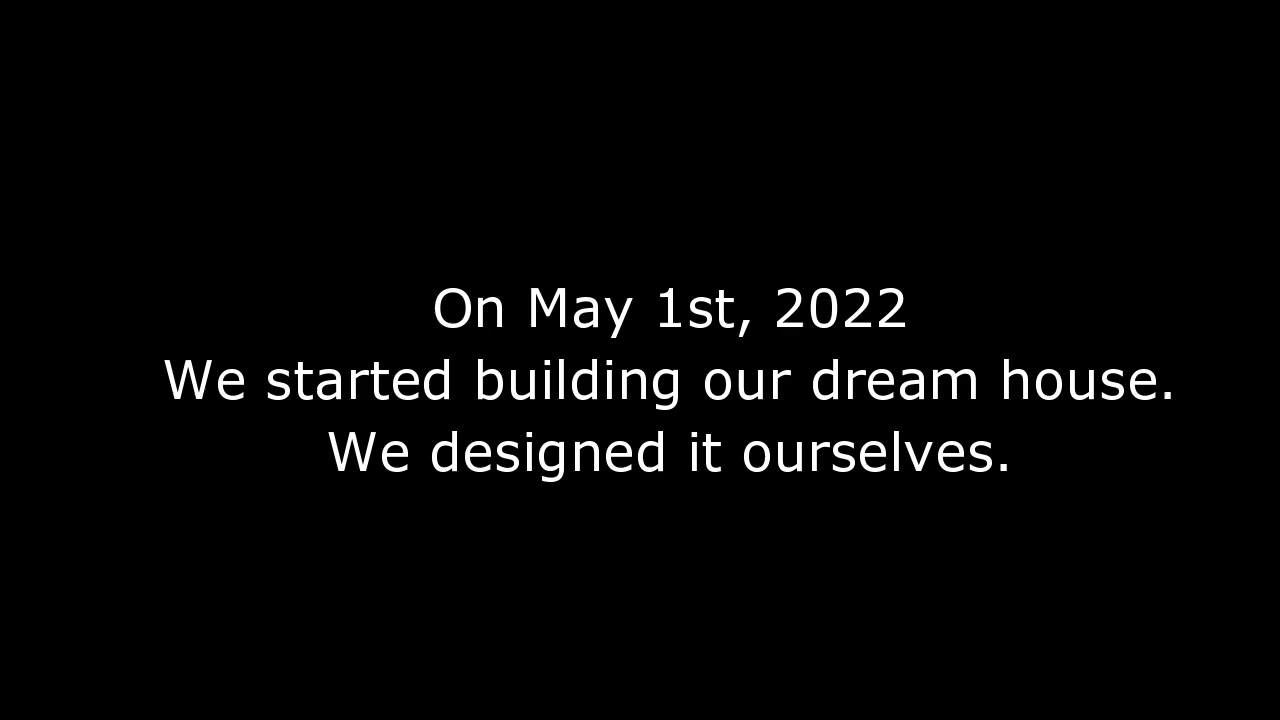 On May 1st, 2022
We started building our dream house.
We designed it ourselves.